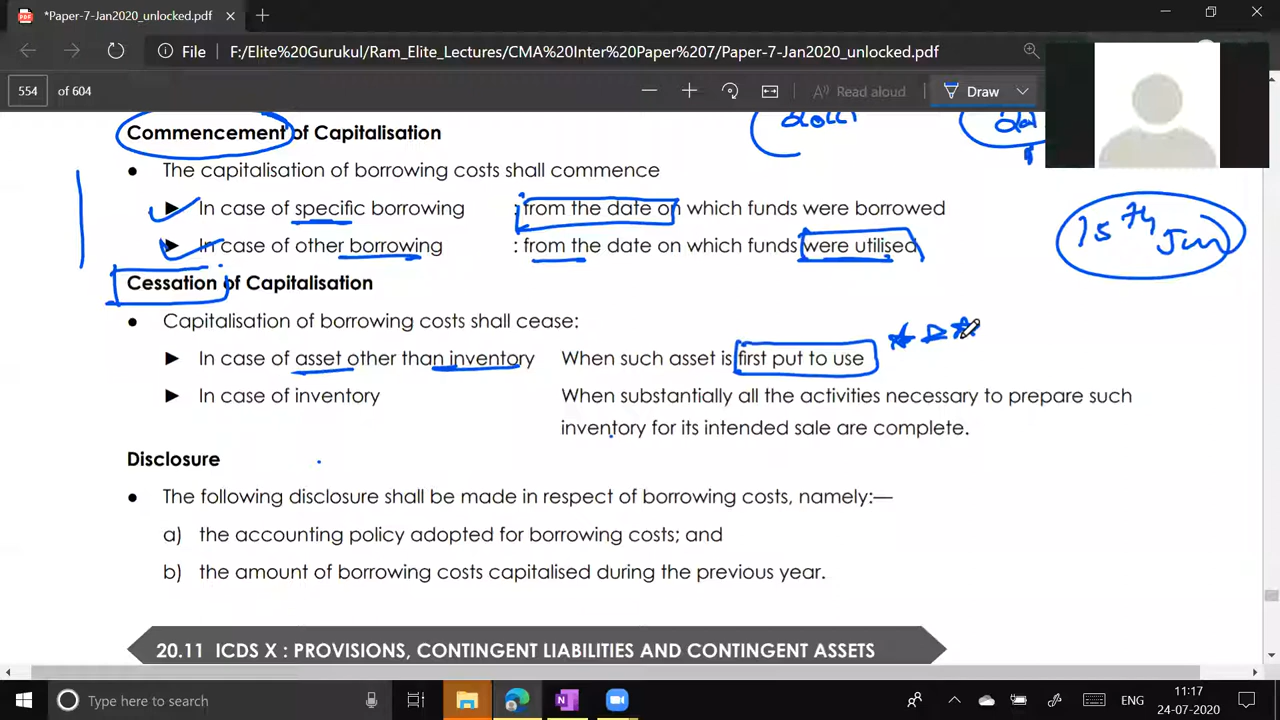 *Paper-7-Jan2020_unlocked.pdf
File F:/Elite%20Gurukul/Ram_Elite_Lectures/CMA%20Inter%20Paper%207/Paper-7-Jan2020_unlocked.pdf
554 of 604 Read aloud Draw
Commencement of Capitalisation
● The capitalisation of borrowing costs shall commence
► In case of specific borrowing : from the date on which funds were borrowed
15th Jun
► In case of other borrowing : from the date on which funds were utilised
Cessation of Capitalisation
● Capitalisation of borrowing costs shall cease:
► In case of asset other than inventory When such asset is first put to use
► In case of inventory When substantially all the activities necessary to prepare such
inventory for its intended sale are complete.
Disclosure
● The following disclosure shall be made in respect of borrowing costs, namely:—
a) the accounting policy adopted for borrowing costs; and
b) the amount of borrowing costs capitalised during the previous year.
20.11 ICDS X : PROVISIONS, CONTINGENT LIABILITIES AND CONTINGENT ASSETS
Type here to search
ENG
11:17
24-07-2020